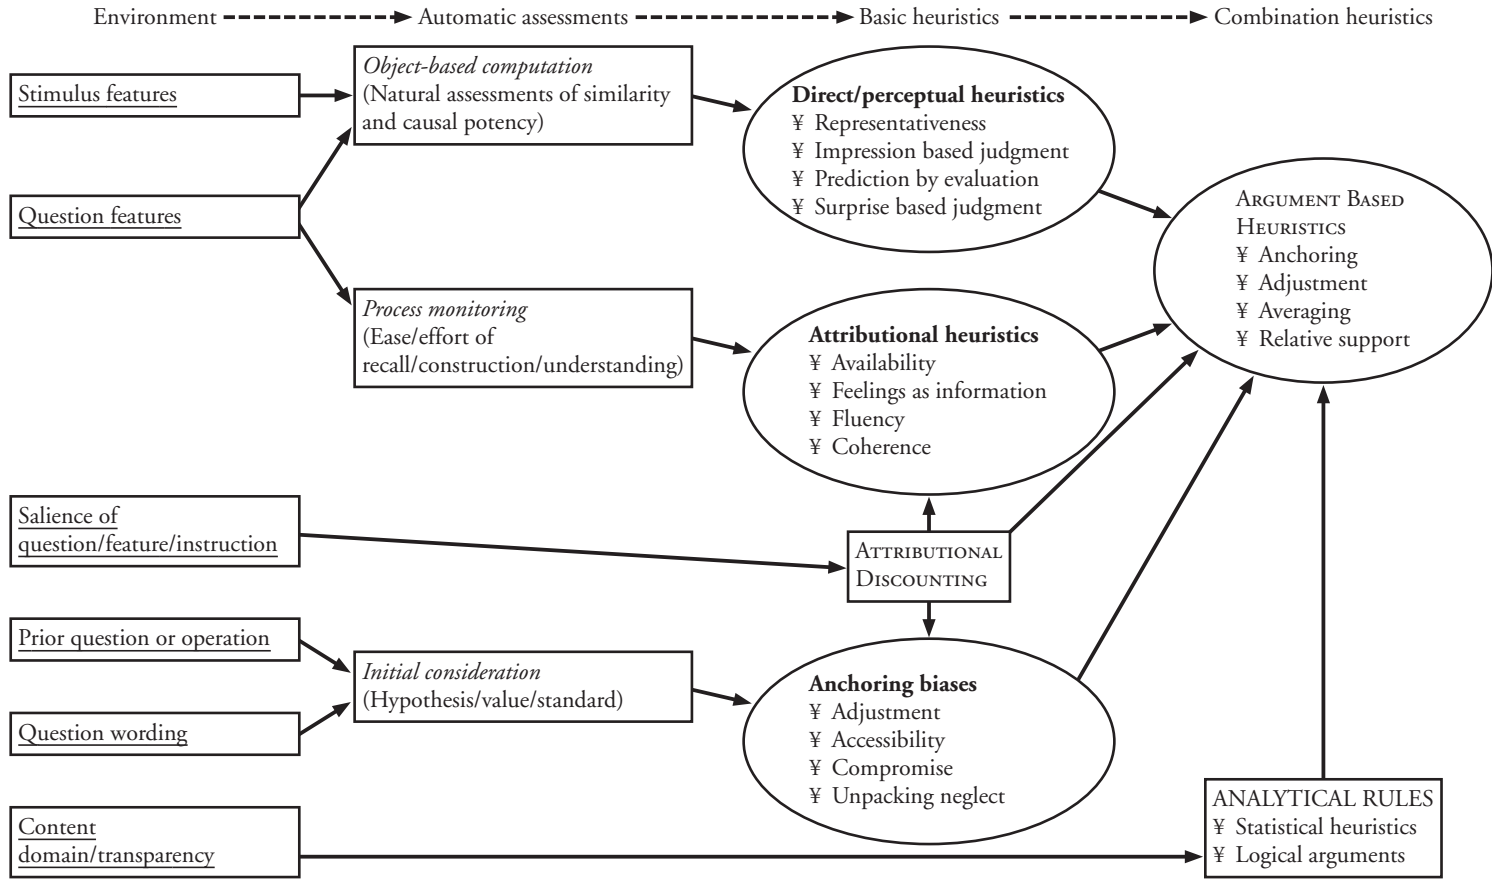 Environment
Automatic assessments
Basic heuristics
Combination heuristics
Stimulus features
Question features
Salience of
question/feature/instruction
Prior question or operation
Question wording
Content
domain/transparency
Object-based computation
(Natural assessments of similarity
and causal potency)
Process monitoring
(Ease/effort of
recall/construction/understanding)
Initial consideration
(Hypothesis/value/standard)
Direct/perceptual heuristics
¥ Representativeness
¥ Impression based judgment
¥ Prediction by evaluation
¥ Surprise based judgment
Attributional heuristics
¥ Availability
¥ Feelings as information
¥ Fluency
¥ Coherence
ATTRIBUTIONAL
DISCOUNTING
Anchoring biases
¥ Adjustment
¥ Accessibility
¥ Compromise
¥ Unpacking neglect
ARGUMENT BASED
HEURISTICS
¥ Anchoring
¥ Adjustment
¥ Averaging
¥ Relative support
ANALYTICAL RULES
¥ Statistical heuristics
¥ Logical arguments